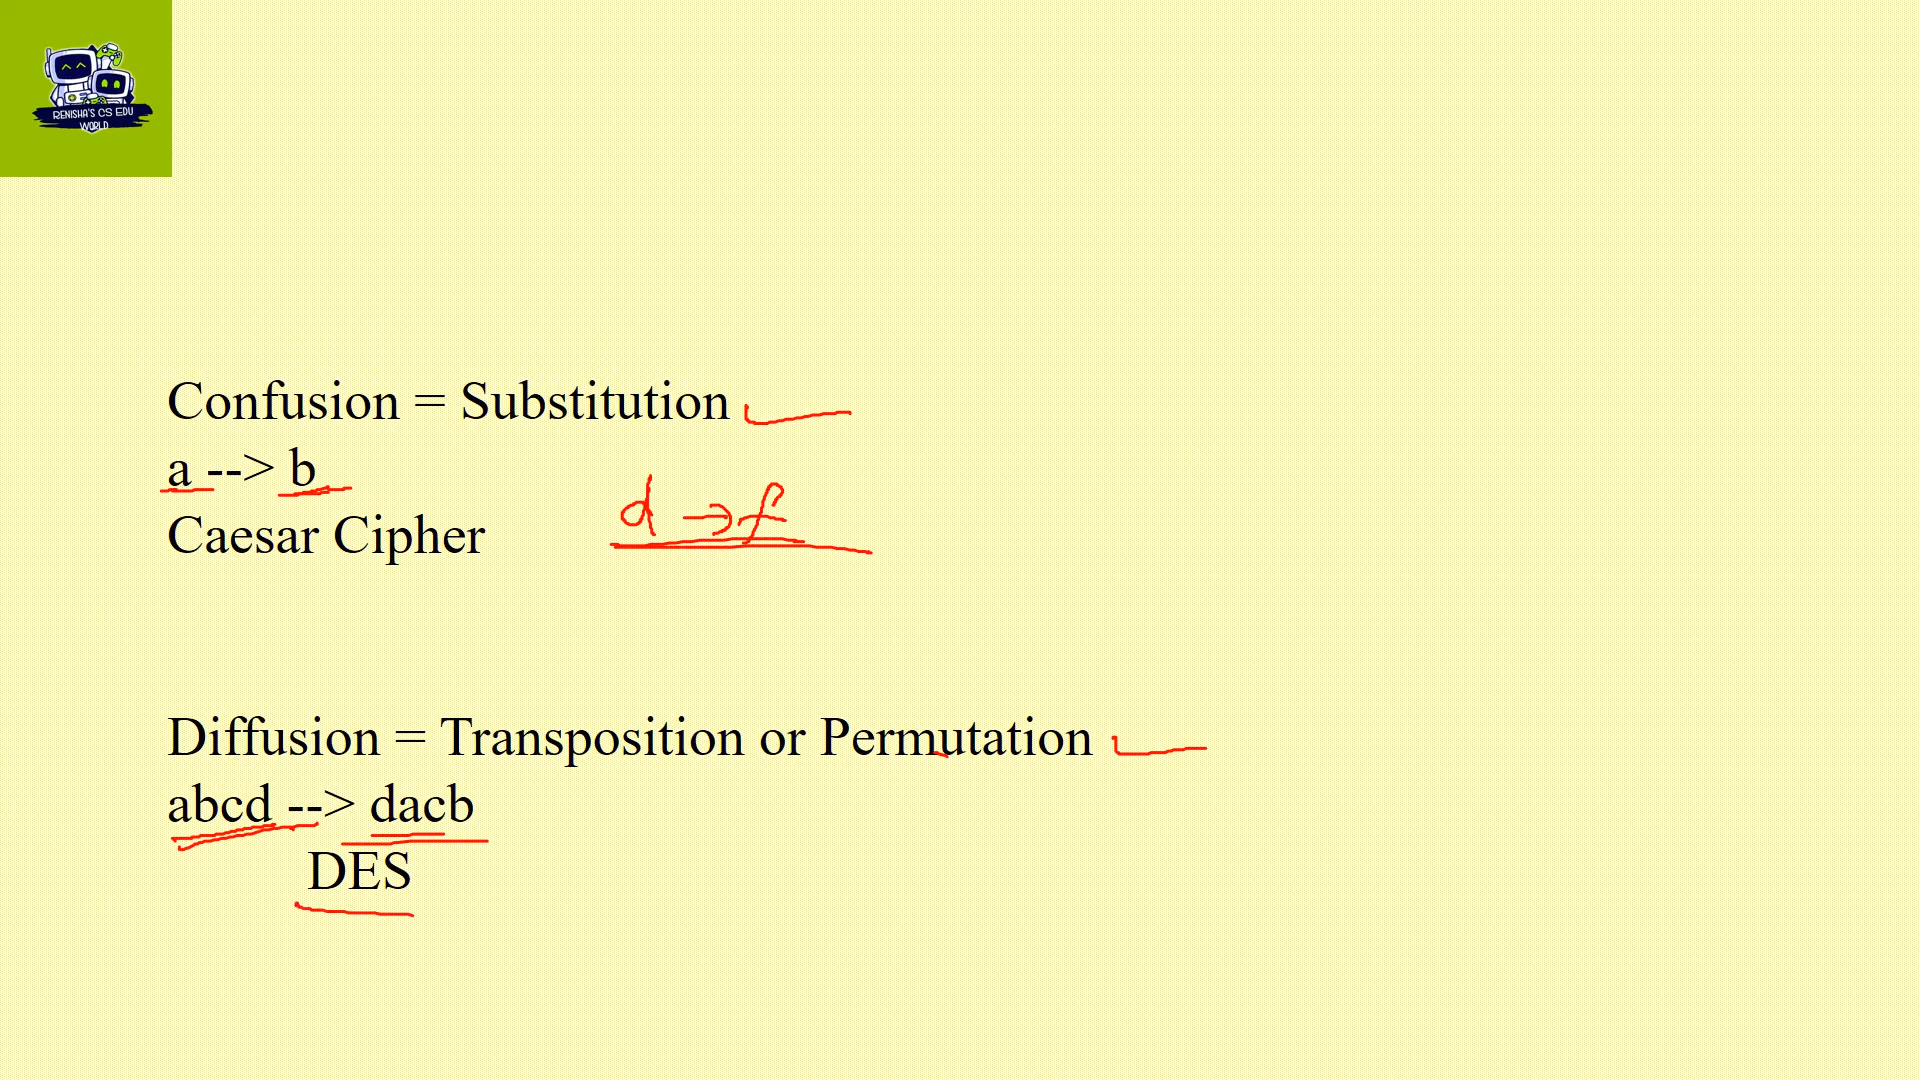 RENISHA'S CS EDU
WORLD
Confusion = Substitution
a --> b
d → f
Caesar Cipher
Diffusion = Transposition or Permutation
abcd --> dacb
DES